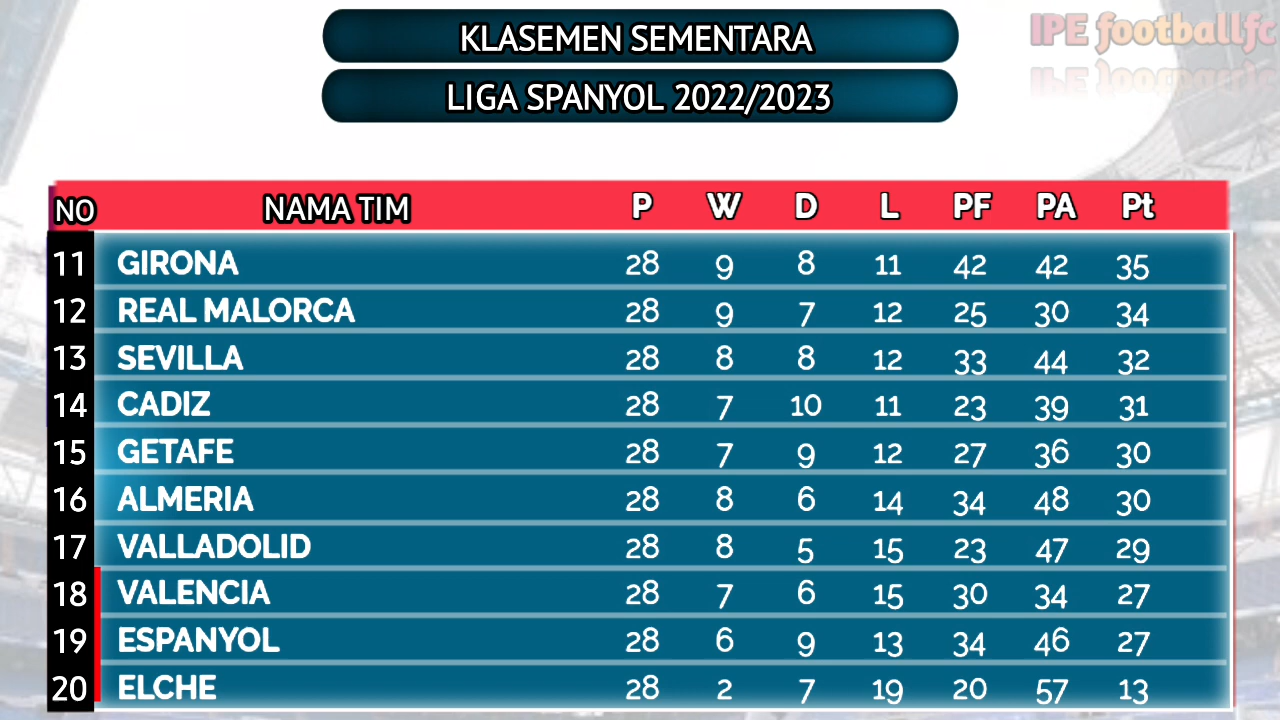 IPE footballfc
KLASEMEN SEMENTARA
LIGA SPANYOL 2022/2023
NO NAMA TIM P W D L PF PA Pt
11 GIRONA 28 9 8 11 42 42 35
12 REAL MALORCA 28 9 7 12 25 30 34
13 SEVILLA 28 8 8 12 33 44 32
14 CADIZ 28 7 10 11 23 39 31
15 GETAFE 28 7 9 12 27 36 30
16 ALMERIA 28 8 6 14 34 48 30
17 VALLADOLID 28 8 5 15 23 47 29
18 VALENCIA 28 7 6 15 30 34 27
19 ESPANYOL 28 6 9 13 34 46 27
20 ELCHE 28 2 7 19 20 57 13